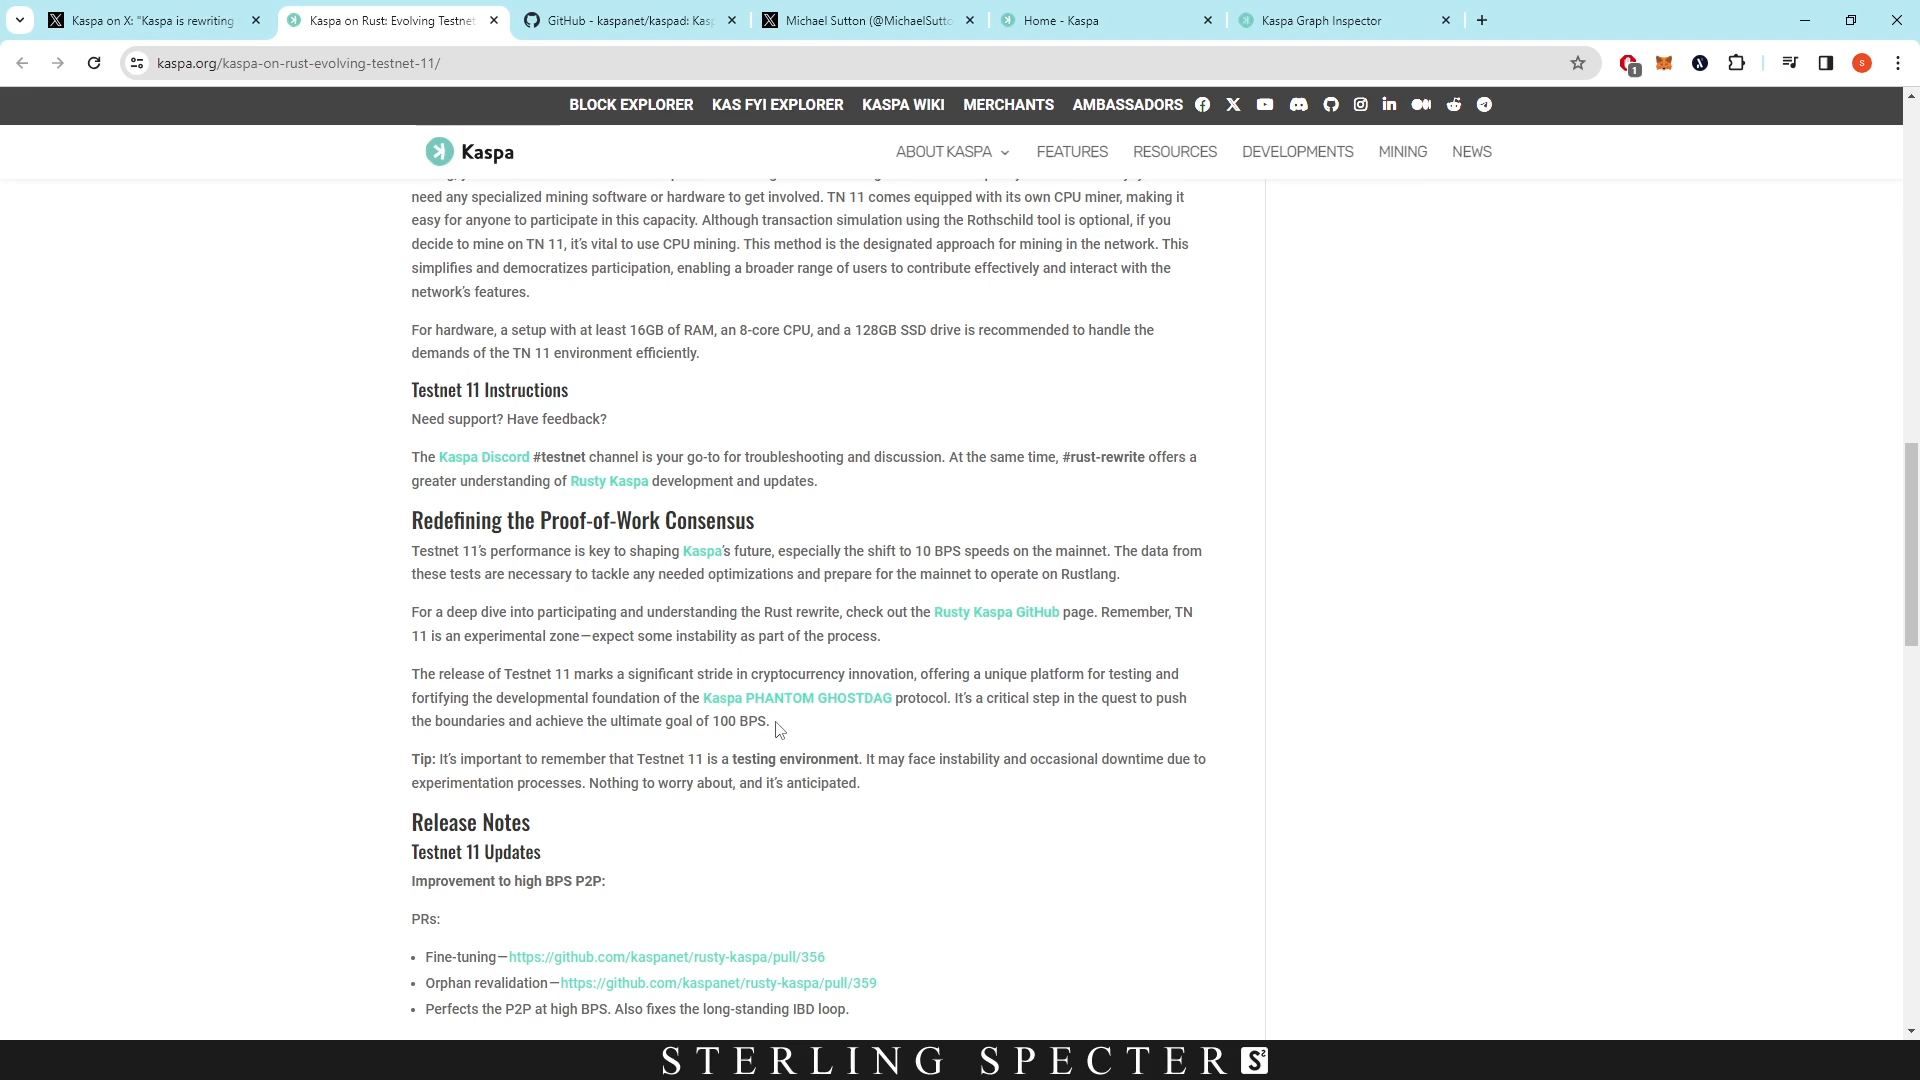 Kaspa on X: "Kaspa is rewriting
Kaspa on Rust: Evolving Testnet
GitHub - kaspanet/kaspad: Kasp
Michael Sutton (@MichaelSutto
Home - Kaspa
Kaspa Graph Inspector
kaspa.org/kaspa-on-rust-evolving-testnet-11/
1
S
BLOCK EXPLORER KAS FYI EXPLORER KASPA WIKI MERCHANTS AMBASSADORS
Kaspa
ABOUT KASPA FEATURES RESOURCES DEVELOPMENTS MINING NEWS
need any specialized mining software or hardware to get involved. TN 11 comes equipped with its own CPU miner, making it
easy for anyone to participate in this capacity. Although transaction simulation using the Rothschild tool is optional, if you
decide to mine on TN 11, it's vital to use CPU mining. This method is the designated approach for mining in the network. This
simplifies and democratizes participation, enabling a broader range of users to contribute effectively and interact with the
network's features.
For hardware, a setup with at least 16GB of RAM, an 8-core CPU, and a 128GB SSD drive is recommended to handle the
demands of the TN 11 environment efficiently.
Testnet 11 Instructions
Need support? Have feedback?
The Kaspa Discord #testnet channel is your go-to for troubleshooting and discussion. At the same time, #rust-rewrite offers a
greater understanding of Rusty Kaspa development and updates.
Redefining the Proof-of-Work Consensus
Testnet 11's performance is key to shaping Kaspa's future, especially the shift to 10 BPS speeds on the mainnet. The data from
these tests are necessary to tackle any needed optimizations and prepare for the mainnet to operate on Rustlang.
For a deep dive into participating and understanding the Rust rewrite, check out the Rusty Kaspa GitHub page. Remember, TN
11 is an experimental zone—expect some instability as part of the process.
The release of Testnet 11 marks a significant stride in cryptocurrency innovation, offering a unique platform for testing and
fortifying the developmental foundation of the Kaspa PHANTOM GHOSTDAG protocol. It's a critical step in the quest to push
the boundaries and achieve the ultimate goal of 100 BPS.
Tip: It's important to remember that Testnet 11 is a testing environment. It may face instability and occasional downtime due to
experimentation processes. Nothing to worry about, and it's anticipated.
Release Notes
Testnet 11 Updates
Improvement to high BPS P2P:
PRs:
• Fine-tuning—https://github.com/kaspanet/rusty-kaspa/pull/356
• Orphan revalidation—https://github.com/kaspanet/rusty-kaspa/pull/359
• Perfects the P2P at high BPS. Also fixes the long-standing IBD loop.
STERLING SPECTER S²